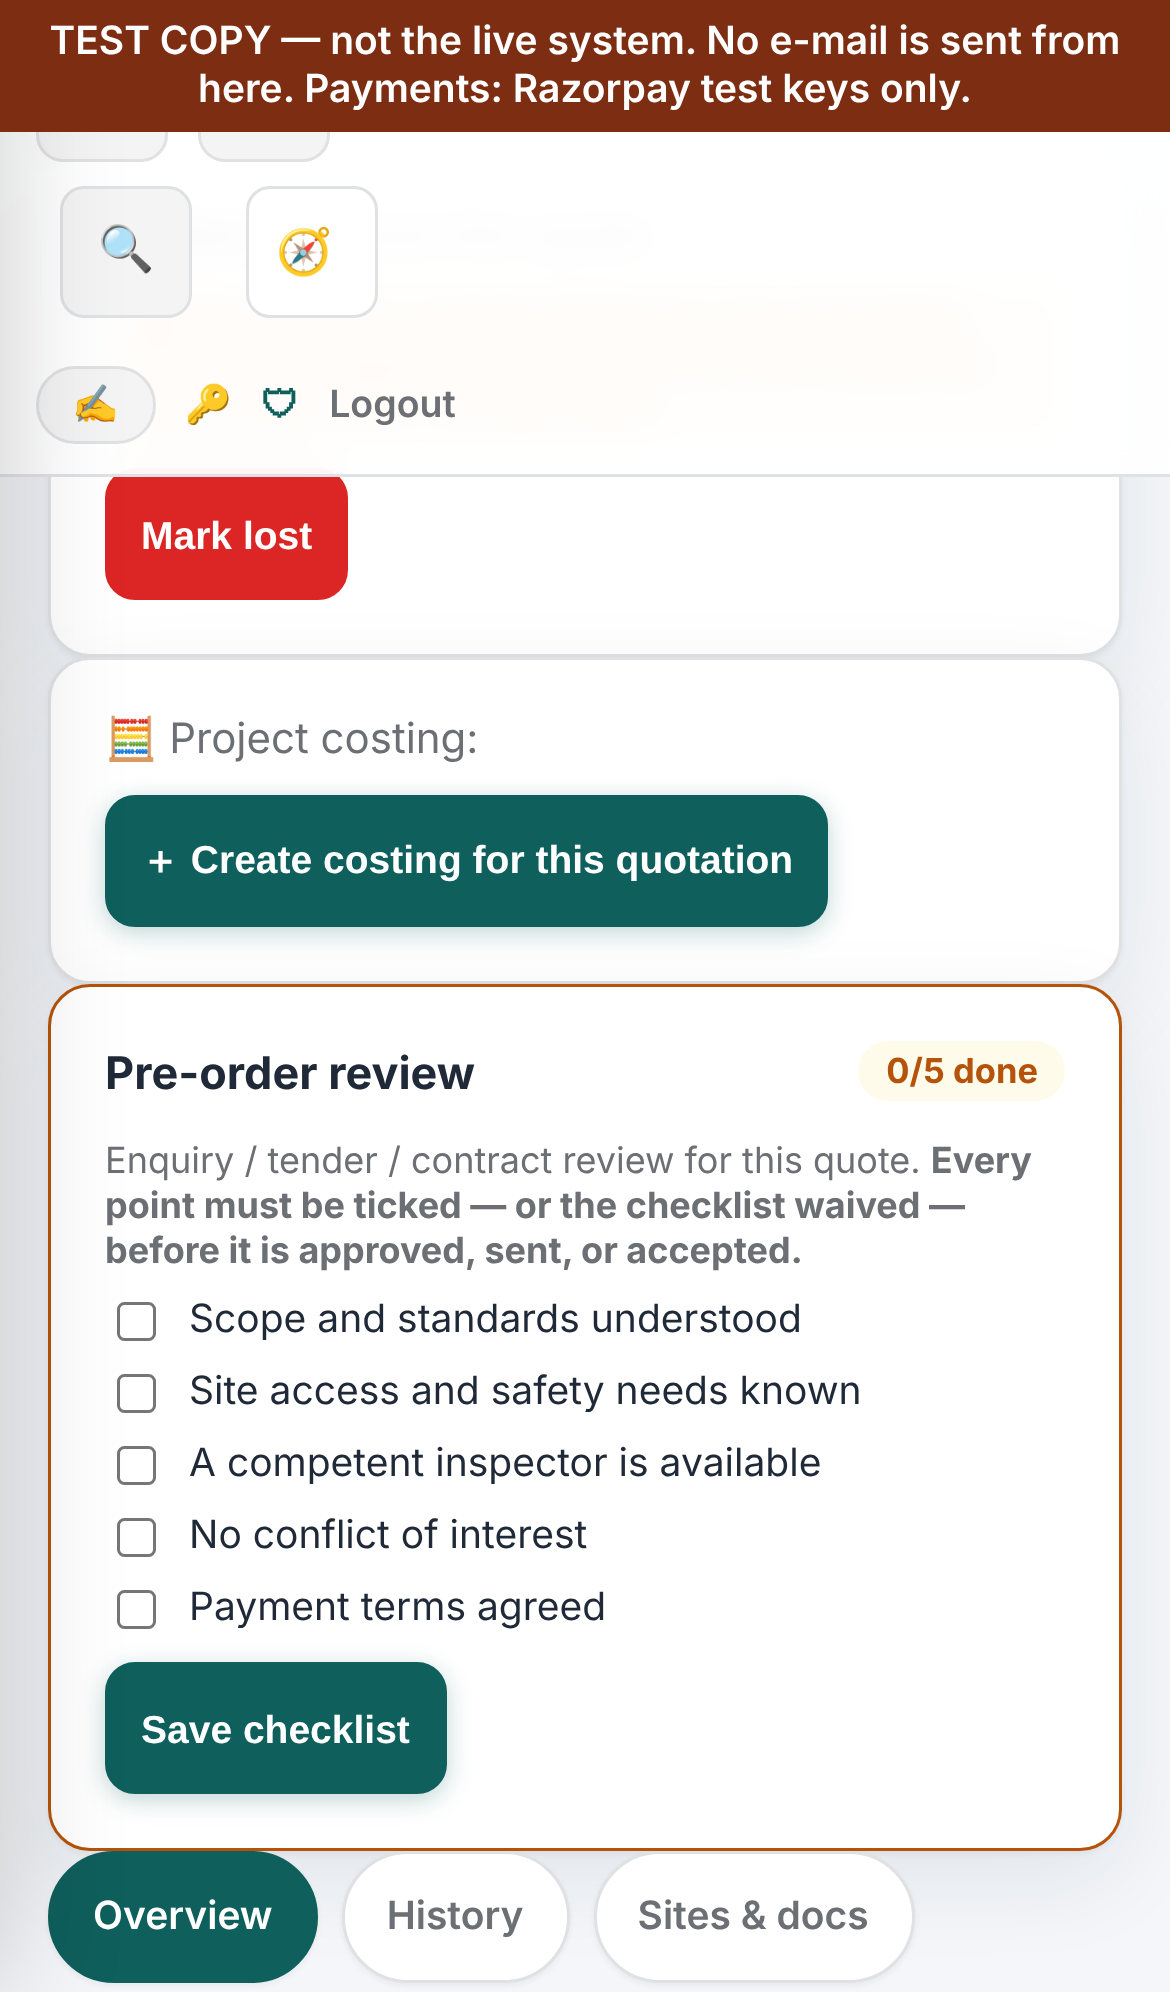 TEST COPY — not the live system. No e-mail is sent from
here. Payments: Razorpay test keys only.
Logout
Mark lost
Project costing:
+ Create costing for this quotation
Pre-order review
0/5 done
Enquiry / tender / contract review for this quote. Every
point must be ticked — or the checklist waived —
before it is approved, sent, or accepted.
Scope and standards understood
Site access and safety needs known
A competent inspector is available
No conflict of interest
Payment terms agreed
Save checklist
Overview
History
Sites & docs